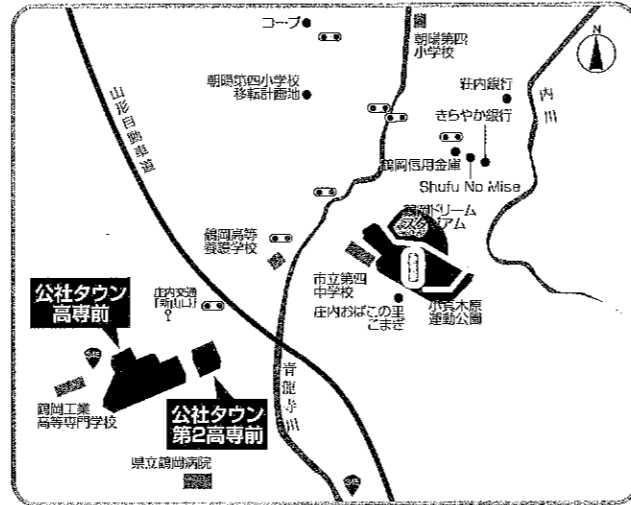 コープ
朝陽第四
小学校
N
朝陽第四小学校
移転計画地
荘内銀行
内川
きらやか銀行
山形自動車道
鶴岡信用金庫
Shufu No Mise
鶴岡ドリーム
スタジアム
鶴岡高等
養護学校
市立第四
中学校
庄内交通
公社タウン
高専前
庄内おばこの里
こまぎ
小真木原
運動公園
345
青龍寺川
鶴岡工業
高等専門学校
公社タウン
第2高専前
県立鶴岡病院
345